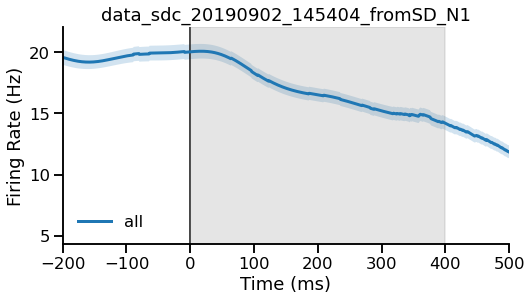 data_sdc_20190902_145404_fromSD_N1
Firing Rate (Hz)
20
15
10
5
all
−200 −100 0 100 200 300 400 500
Time (ms)